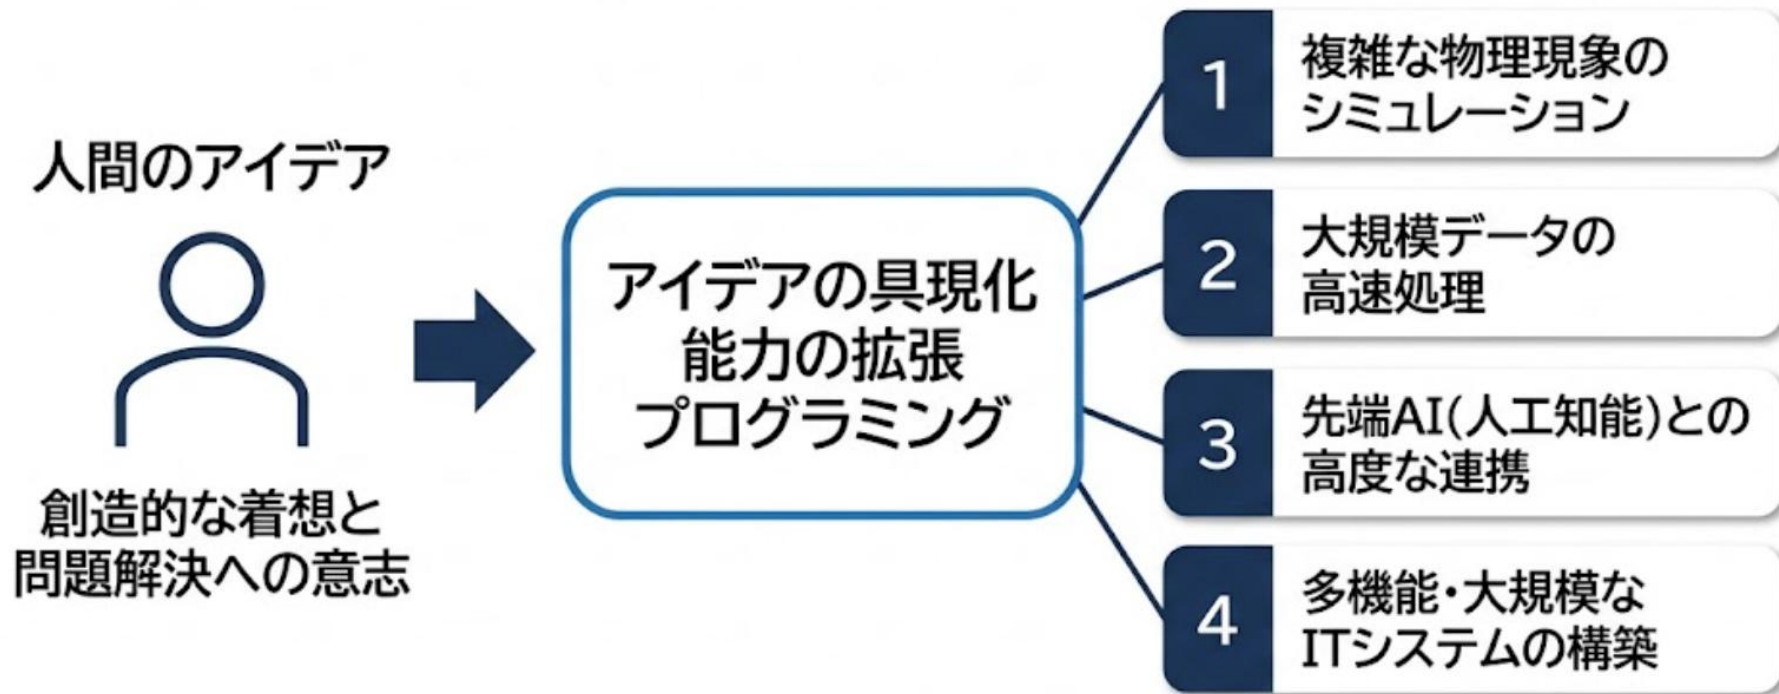 人間のアイデア
創造的な着想と
問題解決への意志
アイデアの具現化
能力の拡張
プログラミング
1
複雑な物理現象の
シミュレーション
2
大規模データの
高速処理
3
先端AI(人工知能)との
高度な連携
4
多機能・大規模な
ITシステムの構築